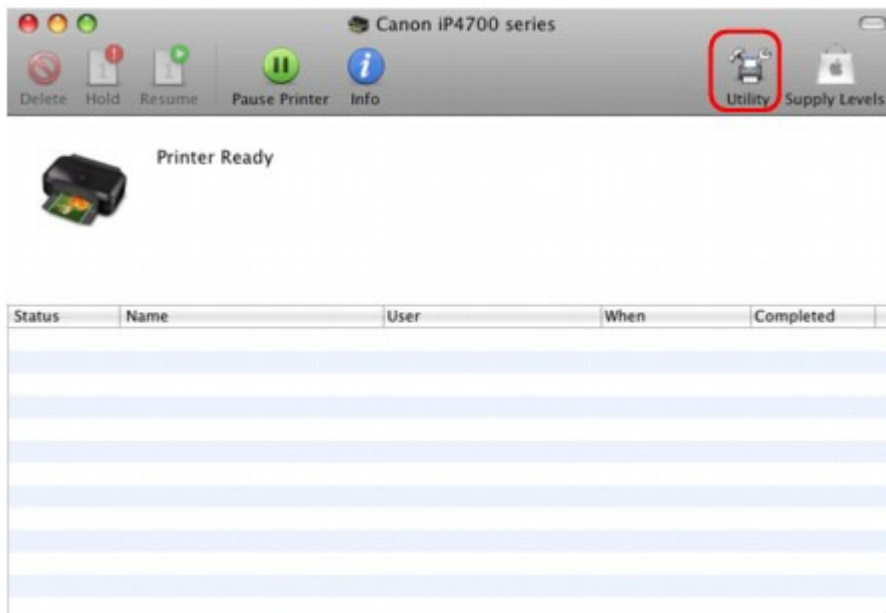 Canon iP4700 series
Delete Hold Resume Pause Printer Info Utility Supply Levels
Printer Ready
Status Name User When Completed